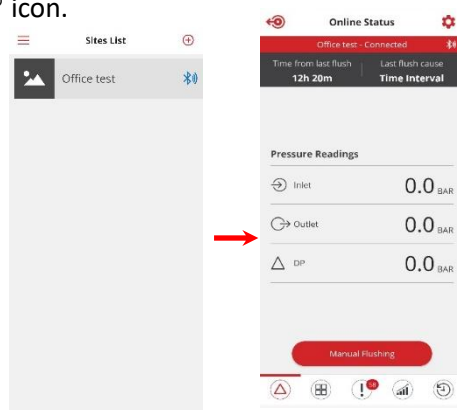 icon.
Sites List
Office test
Online Status
Office test - Connected
Time from last flush
Last flush cause
12h 20m
Time Interval
Pressure Readings
Inlet
0.0 BAR
Outlet
0.0 BAR
DP
0.0 BAR
Manual Flushing
58